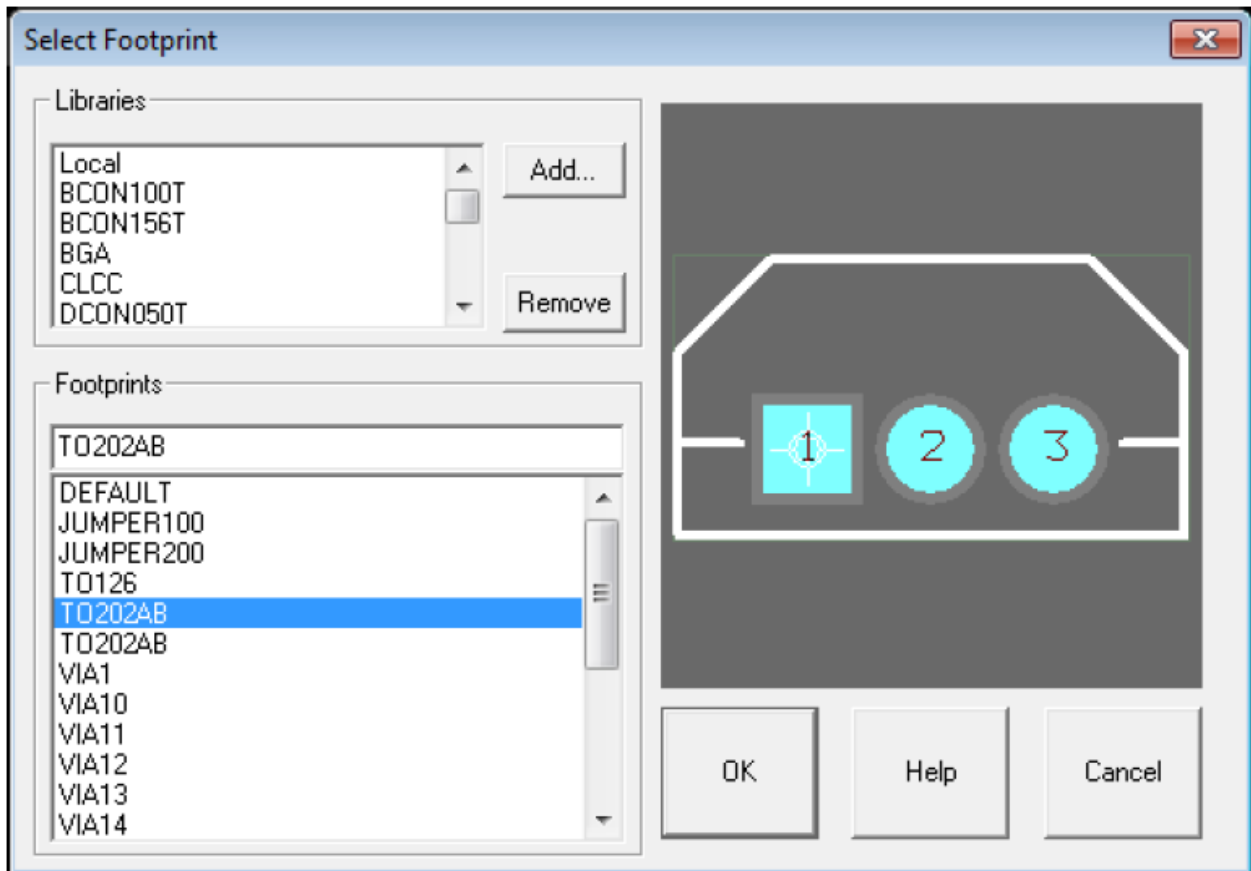 Select Footprint
Libraries
Local
BCON100T
BCON156T
BGA
CLCC
DCON050T
Add...
Remove
Footprints
TO202AB
DEFAULT
JUMPER100
JUMPER200
TO126
TO202AB
TO202AB
VIA1
VIA10
VIA11
VIA12
VIA13
VIA14
1 2 3
OK Help Cancel